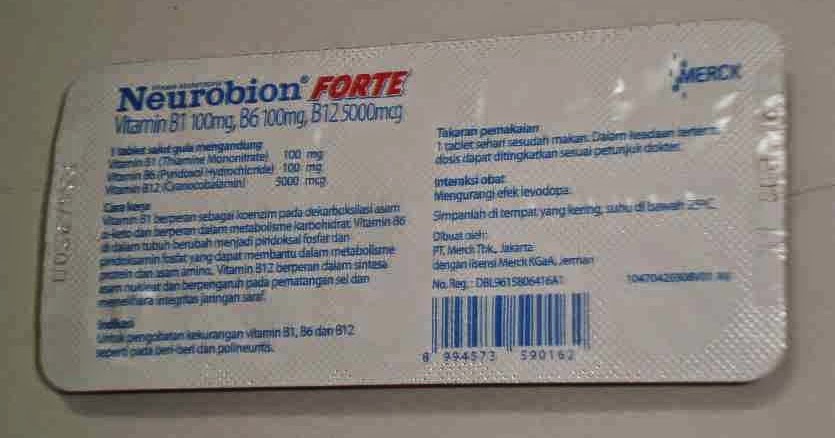 Neurobion® FORTE
Vitamin B1 100mg, B6 100mg, B12 5000mcg
1 tablet salut gula mengandung
Vitamin B1 (Thiamine Mononitrate) 100 mg
Vitamin B6 (Pyridoxol Hydrochloride) 100 mg
Vitamin B12 (Cyanocobalamin) 5000 mcg
Cara kerja
Vitamin B1 berperan sebagai koenzim pada dekarboksilasi asam
α-keto dan berperan dalam metabolisme karbohidrat. Vitamin B6
di dalam tubuh berubah menjadi piridoksal fosfat dan
piridoksamin fosfat yang dapat membantu dalam metabolisme
protein dan asam amino. Vitamin B12 berperan dalam sintesa
asam nukleat dan berpengaruh pada pematangan sel dan
memelihara integritas jaringan saraf.
Indikasi
Untuk pengobatan kekurangan vitamin B1, B6 dan B12
seperti pada beri-beri dan polineuritis.
MERCK
Takaran pemakaian
1 tablet sehari sesudah makan. Dalam keadaan tertentu
dosis dapat ditingkatkan sesuai petunjuk dokter.
Interaksi obat
Mengurangi efek levodopa.
Simpanlah di tempat yang kering, suhu di bawah 25°C
Dibuat oleh:
PT. Merck Tbk., Jakarta
dengan lisensi Merck KGaA, Jerman
No. Reg. : DBL9615806416A1
8 994573 590162